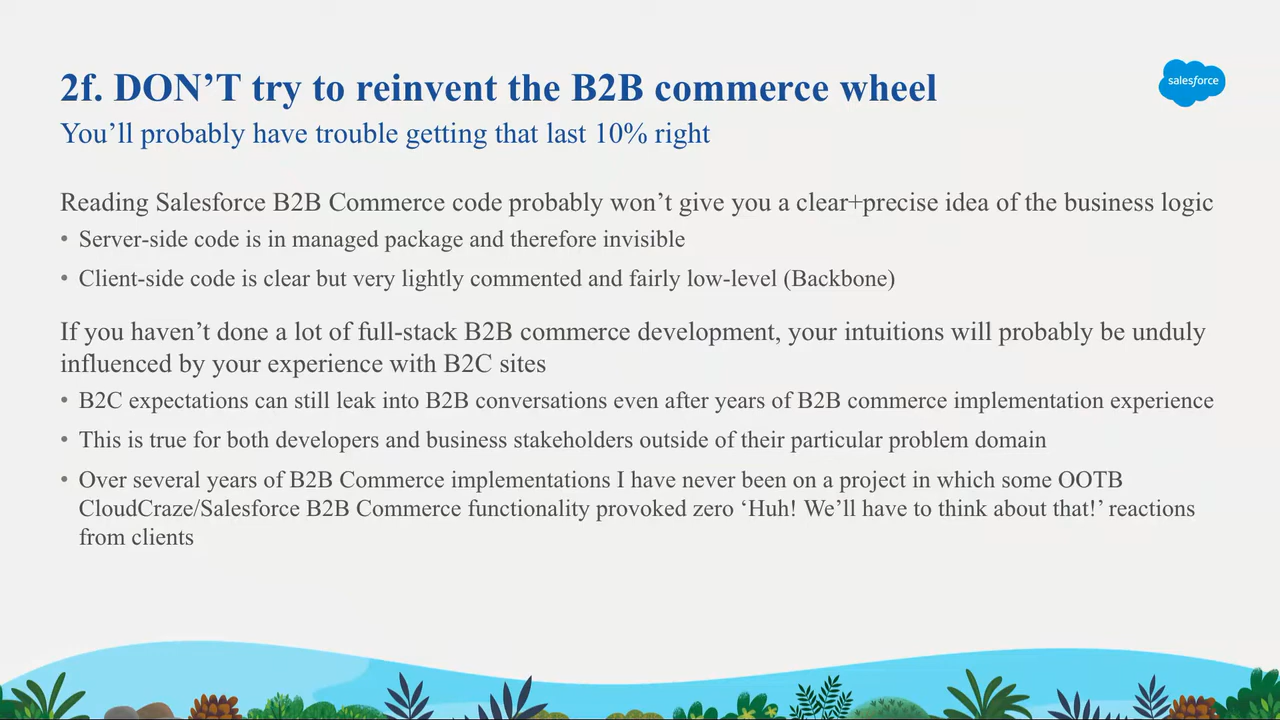 2f. DON’T try to reinvent the B2B commerce wheel
salesforce
You’ll probably have trouble getting that last 10% right
Reading Salesforce B2B Commerce code probably won’t give you a clear+precise idea of the business logic
• Server-side code is in managed package and therefore invisible
• Client-side code is clear but very lightly commented and fairly low-level (Backbone)
If you haven’t done a lot of full-stack B2B commerce development, your intuitions will probably be unduly
influenced by your experience with B2C sites
• B2C expectations can still leak into B2B conversations even after years of B2B commerce implementation experience
• This is true for both developers and business stakeholders outside of their particular problem domain
• Over several years of B2B Commerce implementations I have never been on a project in which some OOTB
CloudCraze/Salesforce B2B Commerce functionality provoked zero ‘Huh! We’ll have to think about that!’ reactions
from clients